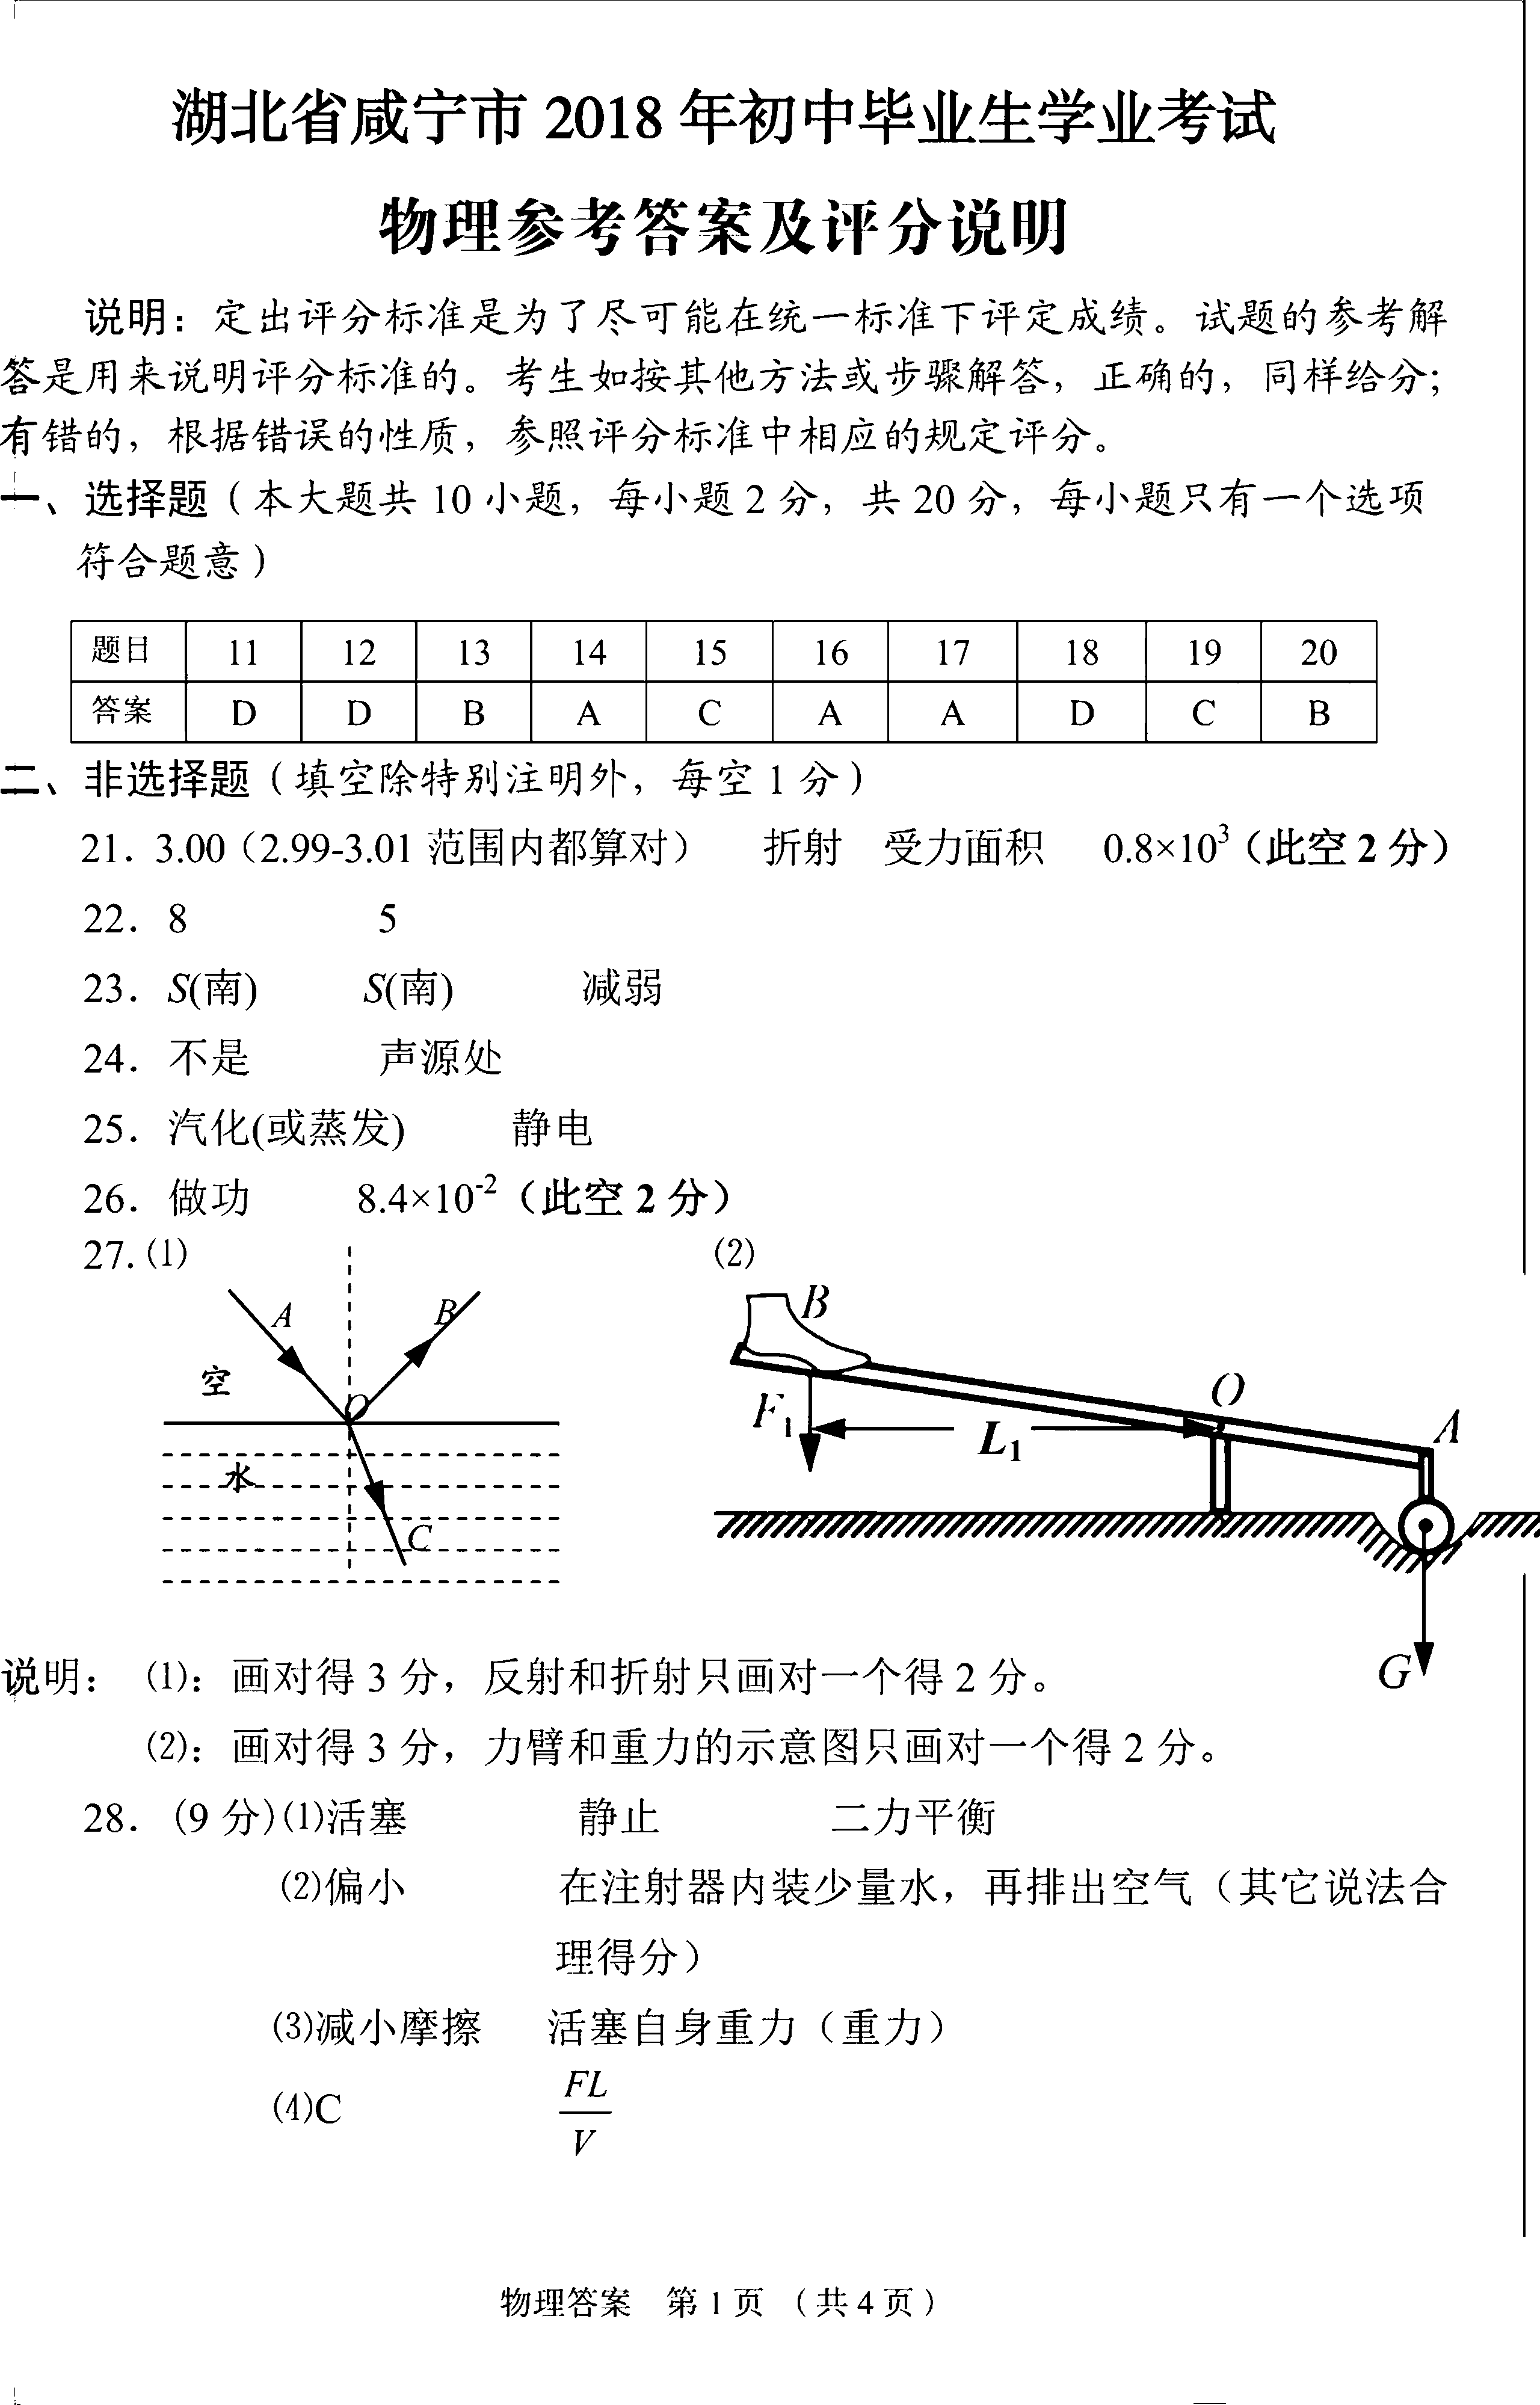 湖北省咸宁市 2018 年初中毕业生学业考试
物理参考答案及评分说明
说明：定出评分标准是为了尽可能在统一标准下评定成绩。试题的参考解
答是用来说明评分标准的。考生如按其他方法或步骤解答，正确的，同样给分；
有错的，根据错误的性质，参照评分标准中相应的规定评分。
一、选择题（本大题共 10 小题，每小题 2 分，共 20 分，每小题只有一个选项
符合题意）
题目 11 12 13 14 15 16 17 18 19 20
答案 D D B A C A A D C B
二、非选择题（填空除特别注明外，每空 1 分）
21. 3.00（2.99-3.01 范围内都算对） 折射 受力面积 0.8×10³（此空 2 分）
22. 8 5
23. S(南) S(南) 减弱
24. 不是 声源处
25. 汽化(或蒸发) 静电
26. 做功 8.4×10⁻²（此空 2 分）
27. (1) (2)
A B
空
O
水
C
B
F₁
L₁
O
A
G
说明： (1)：画对得 3 分，反射和折射只画对一个得 2 分。
(2)：画对得 3 分，力臂和重力的示意图只画对一个得 2 分。
28. (9 分)(1)活塞 静止 二力平衡
(2)偏小 在注射器内装少量水，再排出空气（其它说法合
理得分）
(3)减小摩擦 活塞自身重力（重力）
(4)C FL/V
物理答案 第 1 页 （共 4 页）